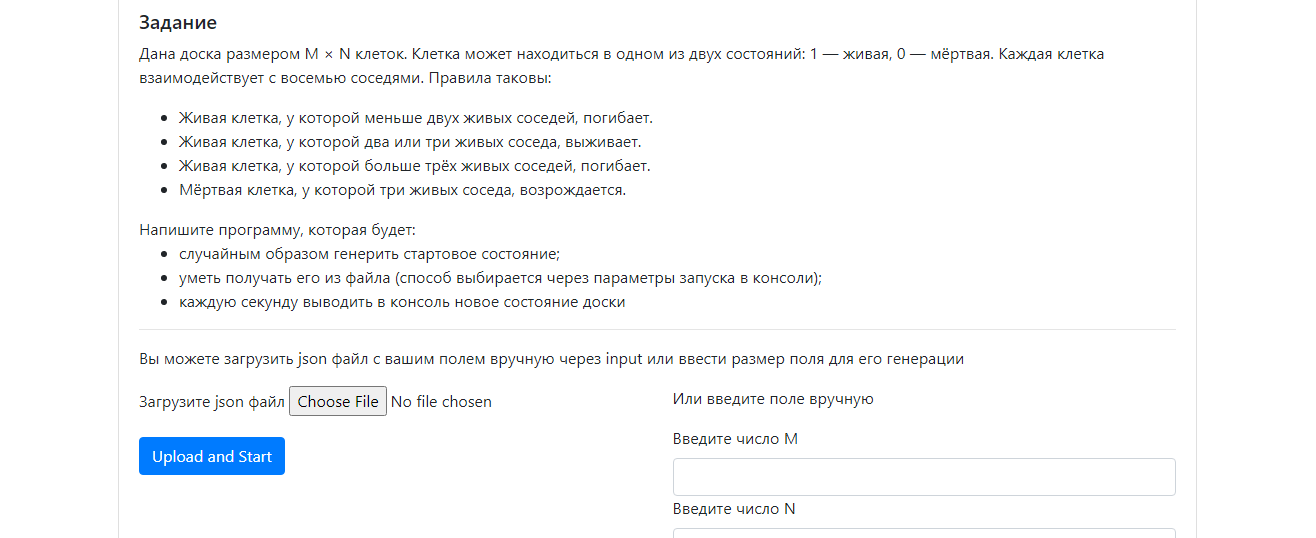 Задание
Дана доска размером M × N клеток. Клетка может находиться в одном из двух состояний: 1 — живая, 0 — мёртвая. Каждая клетка
взаимодействует с восемью соседями. Правила таковы:
Живая клетка, у которой меньше двух живых соседей, погибает.
Живая клетка, у которой два или три живых соседа, выживает.
Живая клетка, у которой больше трёх живых соседей, погибает.
Мёртвая клетка, у которой три живых соседа, возрождается.
Напишите программу, которая будет:
случайным образом генерить стартовое состояние;
уметь получать его из файла (способ выбирается через параметры запуска в консоли);
каждую секунду выводить в консоль новое состояние доски
Вы можете загрузить json файл с вашим полем вручную через input или ввести размер поля для его генерации
Загрузите json файл Choose File No file chosen
Upload and Start
Или введите поле вручную
Введите число M
Введите число N